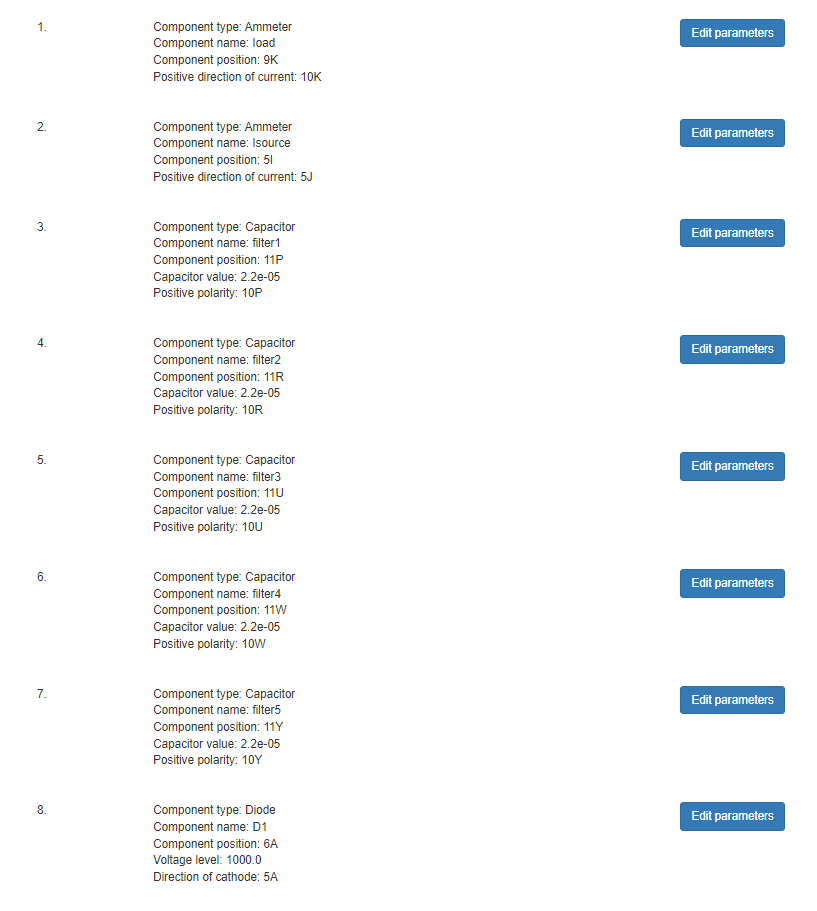 1.
Component type: Ammeter
Edit parameters
Component name: load
Component position: 9K
Positive direction of current: 10K
2.
Component type: Ammeter
Edit parameters
Component name: Isource
Component position: 5I
Positive direction of current: 5J
3.
Component type: Capacitor
Edit parameters
Component name: filter1
Component position: 11P
Capacitor value: 2.2e-05
Positive polarity: 10P
4.
Component type: Capacitor
Edit parameters
Component name: filter2
Component position: 11R
Capacitor value: 2.2e-05
Positive polarity: 10R
5.
Component type: Capacitor
Edit parameters
Component name: filter3
Component position: 11U
Capacitor value: 2.2e-05
Positive polarity: 10U
6.
Component type: Capacitor
Edit parameters
Component name: filter4
Component position: 11W
Capacitor value: 2.2e-05
Positive polarity: 10W
7.
Component type: Capacitor
Edit parameters
Component name: filter5
Component position: 11Y
Capacitor value: 2.2e-05
Positive polarity: 10Y
8.
Component type: Diode
Edit parameters
Component name: D1
Component position: 6A
Voltage level: 1000.0
Direction of cathode: 5A